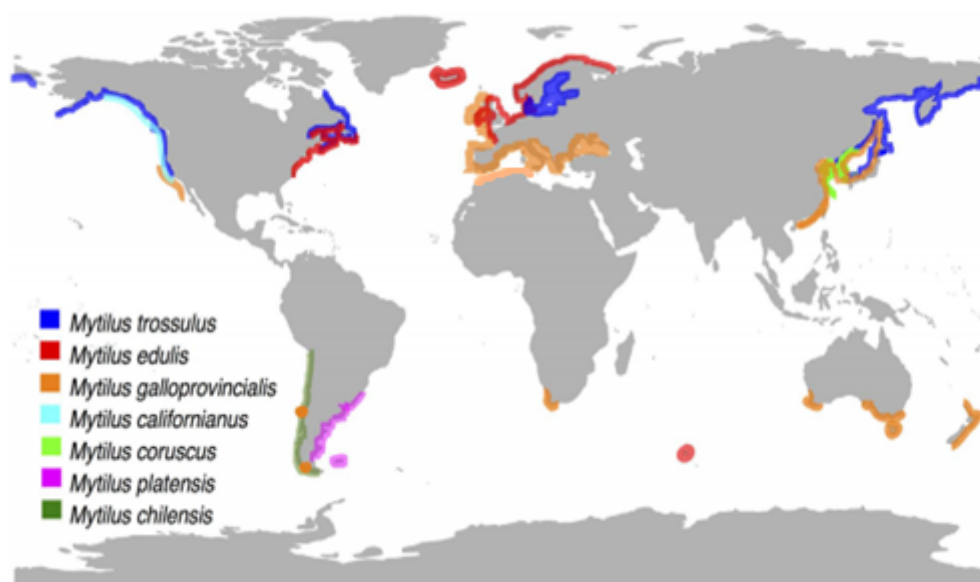 Mytilus trossulus
Mytilus edulis
Mytilus galloprovincialis
Mytilus californianus
Mytilus coruscus
Mytilus platensis
Mytilus chilensis